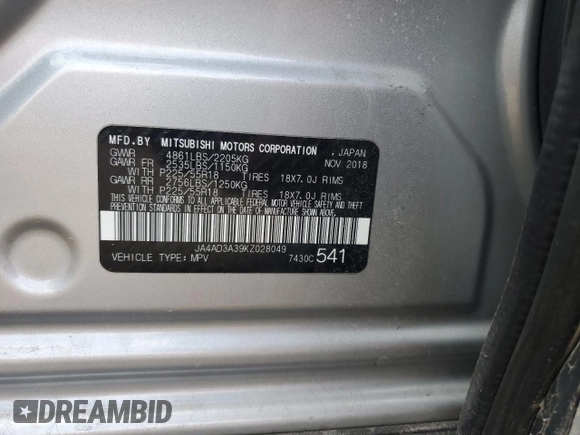 MFD.BY MITSUBISHI MOTORS CORPORATION . JAPAN
GVWR 4861LBS/2205KG NOV 2018
GAWR FR 2535LBS/1150KG
WITH P225/55R18 TIRES 18X7.0J RIMS
GAWR RR 2756LBS/1250KG
WITH P225/55R18 TIRES 18X7.0J RIMS
THIS VEHICLE CONFORMS TO ALL APPLICABLE FEDERAL MOTOR VEHICLE SAFETY AND
THEFT PREVENTION STANDARDS IN EFFECT ON THE DATE OF MANUFACTURE SHOWN ABOVE.
JA4AD3A39KZ028049
VEHICLE TYPE: MPV 7430C 541
DREAMBID